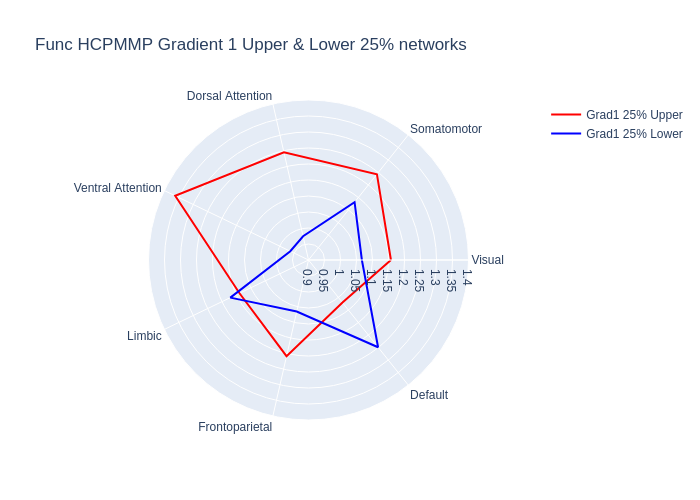 Func HCPMMP Gradient 1 Upper & Lower 25% networks
Dorsal Attention
Somatomotor
Grad1 25% Upper
Grad1 25% Lower
Ventral Attention
Visual
0.9
0.95
1
1.05
1.1
1.15
1.2
1.25
1.3
1.35
1.4
Limbic
Default
Frontoparietal